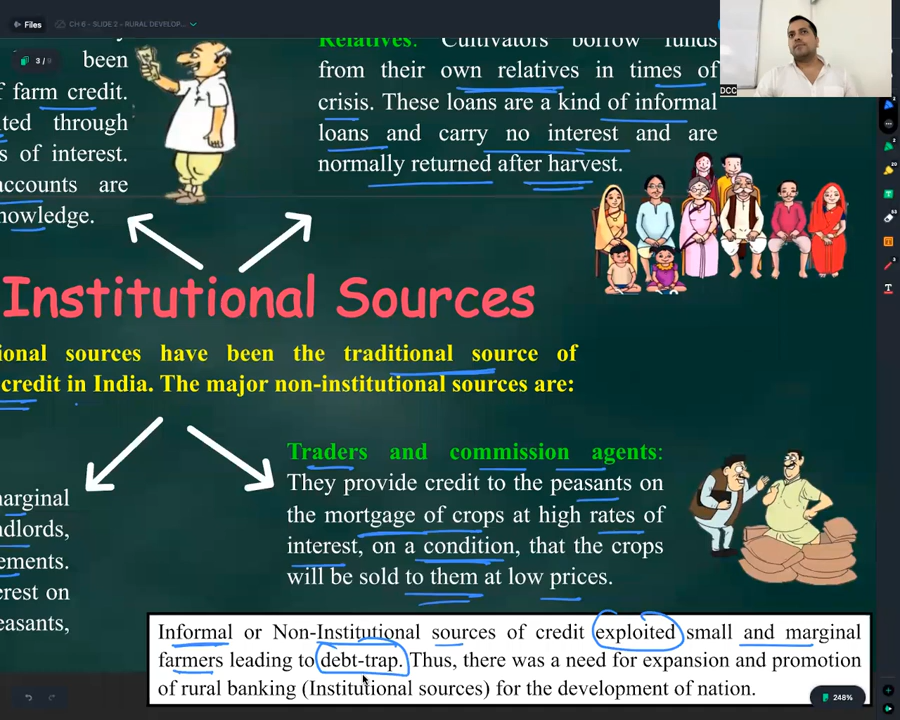 Files
CH 6 - SLIDE 2 - RURAL DEVELOP...
3 / 9
DCC
been
f farm credit.
ted through
s of interest.
accounts are
nowledge.
Relatives: Cultivators borrow funds
from their own relatives in times of
crisis. These loans are a kind of informal
loans and carry no interest and are
normally returned after harvest.
Institutional Sources
ional sources have been the traditional source of
credit in India. The major non-institutional sources are:
arginal
dlords,
ements.
erest on
easants,
Traders and commission agents:
They provide credit to the peasants on
the mortgage of crops at high rates of
interest, on a condition, that the crops
will be sold to them at low prices.
Informal or Non-Institutional sources of credit exploited small and marginal
farmers leading to debt-trap. Thus, there was a need for expansion and promotion
of rural banking (Institutional sources) for the development of nation.
248%